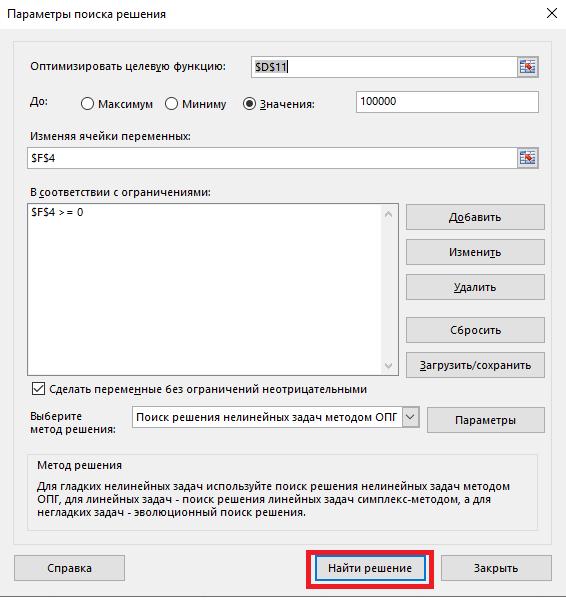 Параметры поиска решения
Оптимизировать целевую функцию: $D$11
До: Максимум Миниму Значения: 100000
Изменяя ячейки переменных:
$F$4
В соответствии с ограничениями:
$F$4 >= 0
Добавить
Изменить
Удалить
Сбросить
Загрузить/сохранить
Сделать переменные без ограничений неотрицательными
Выберите
метод решения:
Поиск решения нелинейных задач методом ОПГ
Параметры
Метод решения
Для гладких нелинейных задач используйте поиск решения нелинейных задач методом
ОПГ, для линейных задач - поиск решения линейных задач симплекс-методом, а для
негладких задач - эволюционный поиск решения.
Справка
Найти решение
Закрыть